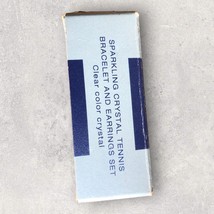 SPARKLING CRYSTAL TENNIS
BRACELET AND EARRINGS SET
Clear color crystal